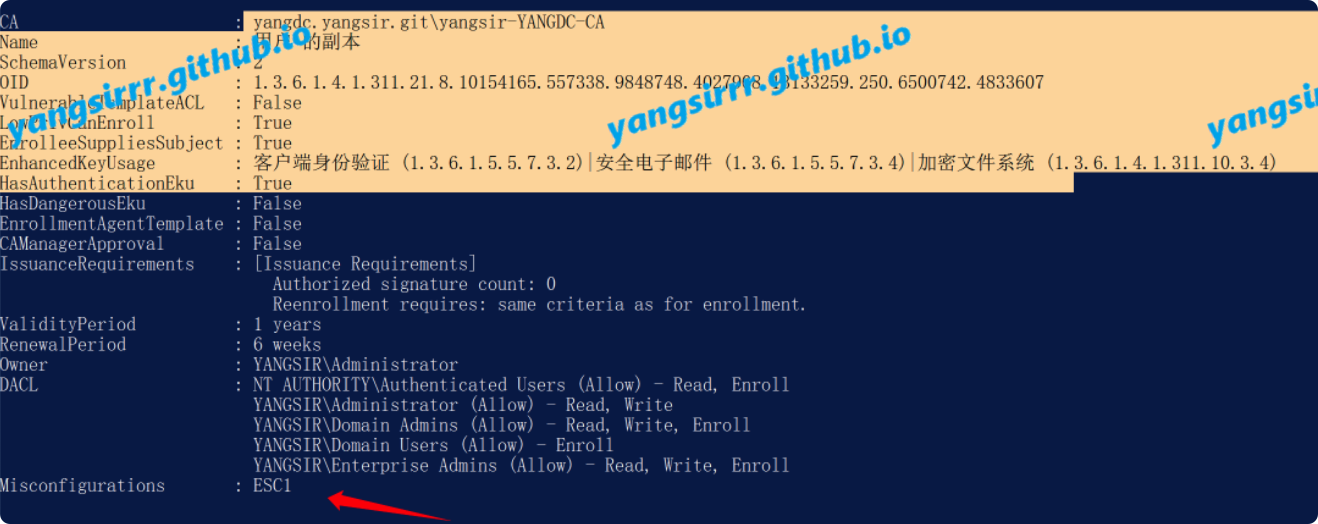 CA : yangdc.yangsir.git\yangsir-YANGDC-CA
Name : 用户 的副本
SchemaVersion : 2
OID : 1.3.6.1.4.1.311.21.8.10154165.557338.9848748. .250.6500742.4833607
VulnerableTemplateACL : False
LowPrivCanEnroll : True
EnrolleeSuppliesSubject : True
EnhancedKeyUsage : 客户端身份验证 (1.3.6.1.5.5.7.3.2)|安全电子邮件 (1.3.6.1.5.5.7.3.4)|加密文件系统 (1.3.6.1.4.1.311.10.3.4)
HasAuthenticationEku : True
HasDangerousEku : False
EnrollmentAgentTemplate : False
CAManagerApproval : False
IssuanceRequirements : [Issuance Requirements]
Authorized signature count: 0
Reenrollment requires: same criteria as for enrollment.
ValidityPeriod : 1 years
RenewalPeriod : 6 weeks
Owner : YANGSIR\Administrator
DACL : NT AUTHORITY\Authenticated Users (Allow) - Read, Enroll
YANGSIR\Administrator (Allow) - Read, Write
YANGSIR\Domain Admins (Allow) - Read, Write, Enroll
YANGSIR\Domain Users (Allow) - Enroll
YANGSIR\Enterprise Admins (Allow) - Read, Write, Enroll
Misconfigurations : ESC1
yangsirrr.github.io
yangsirrr.github.io
yangsi